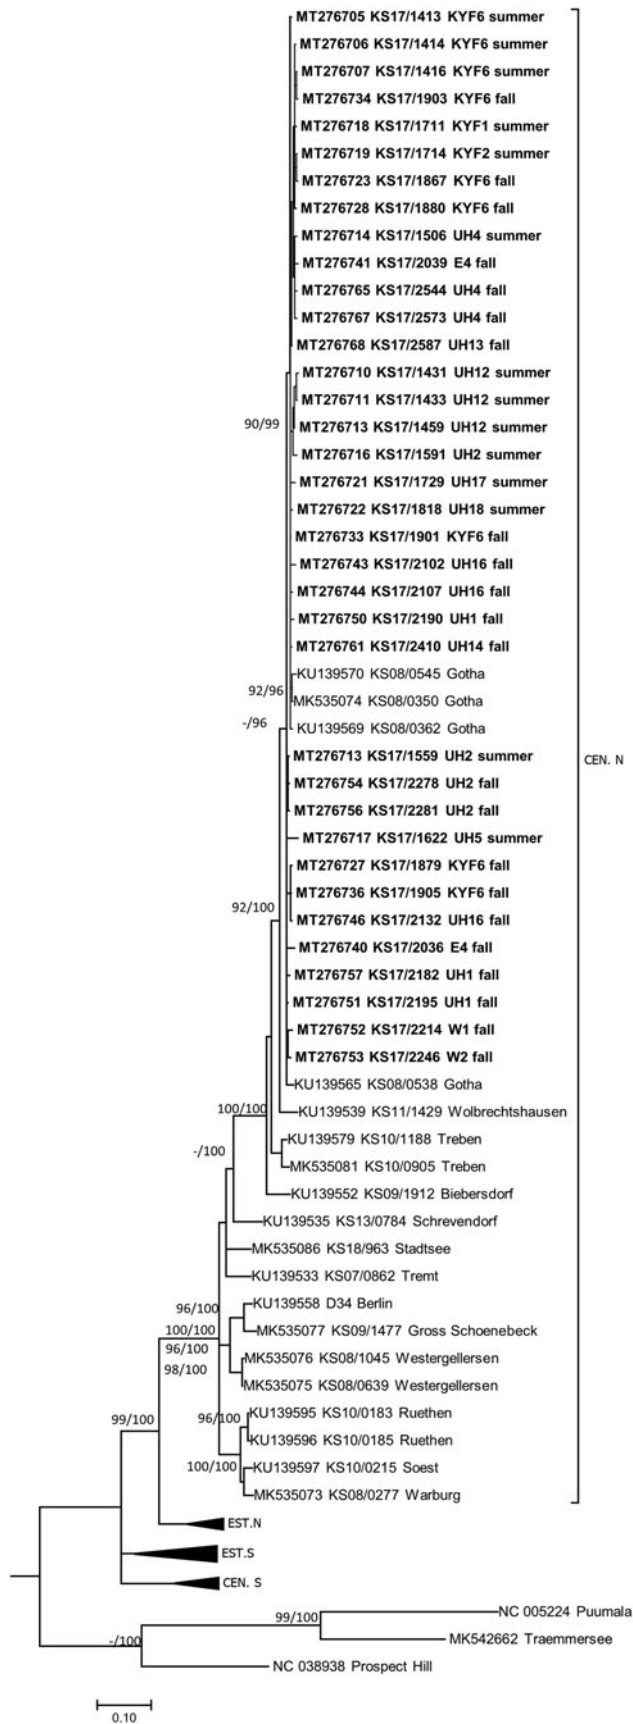 MT276705 KS17/1413 KYF6 summer
MT276706 KS17/1414 KYF6 summer
MT276707 KS17/1416 KYF6 summer
MT276734 KS17/1903 KYF6 fall
MT276718 KS17/1711 KYF1 summer
MT276719 KS17/1714 KYF2 summer
MT276723 KS17/1867 KYF6 fall
MT276728 KS17/1880 KYF6 fall
MT276714 KS17/1506 UH4 summer
MT276741 KS17/2039 E4 fall
MT276765 KS17/2544 UH4 fall
MT276767 KS17/2573 UH4 fall
MT276768 KS17/2587 UH13 fall
MT276710 KS17/1431 UH12 summer
MT276711 KS17/1433 UH12 summer
90/99
MT276713 KS17/1459 UH12 summer
MT276716 KS17/1591 UH2 summer
MT276721 KS17/1729 UH17 summer
MT276722 KS17/1818 UH18 summer
MT276733 KS17/1901 KYF6 fall
MT276743 KS17/2102 UH16 fall
MT276744 KS17/2107 UH16 fall
MT276750 KS17/2190 UH1 fall
MT276761 KS17/2410 UH14 fall
KU139570 KS08/0545 Gotha
92/96
MK535074 KS08/0350 Gotha
-/96
KU139569 KS08/0362 Gotha
MT276713 KS17/1559 UH2 summer
CEN. N
MT276754 KS17/2278 UH2 fall
MT276756 KS17/2281 UH2 fall
MT276717 KS17/1622 UH5 summer
MT276727 KS17/1879 KYF6 fall
MT276736 KS17/1905 KYF6 fall
92/100
MT276746 KS17/2132 UH16 fall
MT276740 KS17/2036 E4 fall
MT276757 KS17/2182 UH1 fall
MT276751 KS17/2195 UH1 fall
MT276752 KS17/2214 W1 fall
MT276753 KS17/2246 W2 fall
KU139565 KS08/0538 Gotha
100/100
KU139539 KS11/1429 Wolbrechtshausen
KU139579 KS10/1188 Treben
-/100
MK535081 KS10/0905 Treben
KU139552 KS09/1912 Biebersdorf
KU139535 KS13/0784 Schrevendorf
MK535086 KS18/963 Stadtsee
KU139533 KS07/0862 Tremt
96/100
KU139558 D34 Berlin
100/100
MK535077 KS09/1477 Gross Schoenebeck
96/100
MK535076 KS08/1045 Westergellersen
98/100
MK535075 KS08/0639 Westergellersen
99/100
96/100
KU139595 KS10/0183 Ruethen
KU139596 KS10/0185 Ruethen
100/100
KU139597 KS10/0215 Soest
MK535073 KS08/0277 Warburg
EST.N
EST.S
CEN. S
99/100
NC 005224 Puumala
-/100
MK542662 Traemmersee
NC 038938 Prospect Hill
0.10